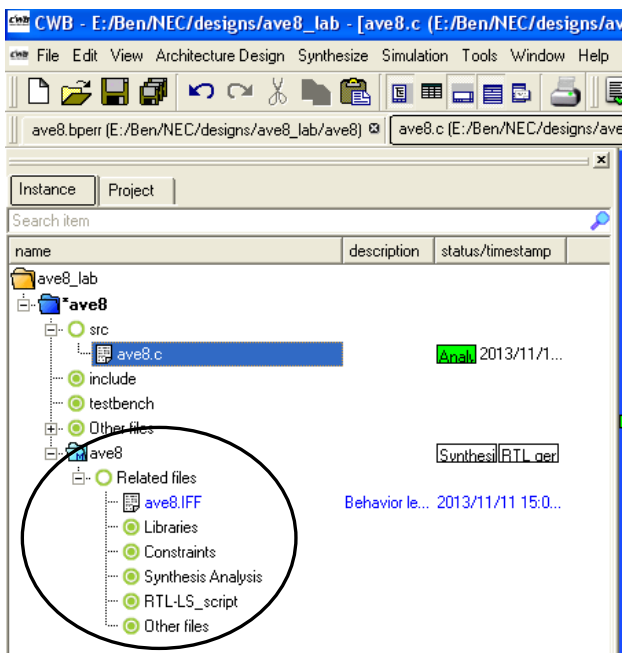 CWB - E:/Ben/NEC/designs/ave8_lab - [ave8.c (E:/Ben/NEC/designs/av
File Edit View Architecture Design Synthesize Simulation Tools Window Help
ave8.bperr (E:/Ben/NEC/designs/ave8_lab/ave8) ave8.c (E:/Ben/NEC/designs/ave
Instance Project
Search item
name description status/timestamp
ave8_lab
*ave8
src
ave8.c Analy 2013/11/1...
include
testbench
Other files
ave8 Synthesi RTL ger
Related files
ave8.IFF Behavior le... 2013/11/11 15:0...
Libraries
Constraints
Synthesis Analysis
RTL-LS_script
Other files